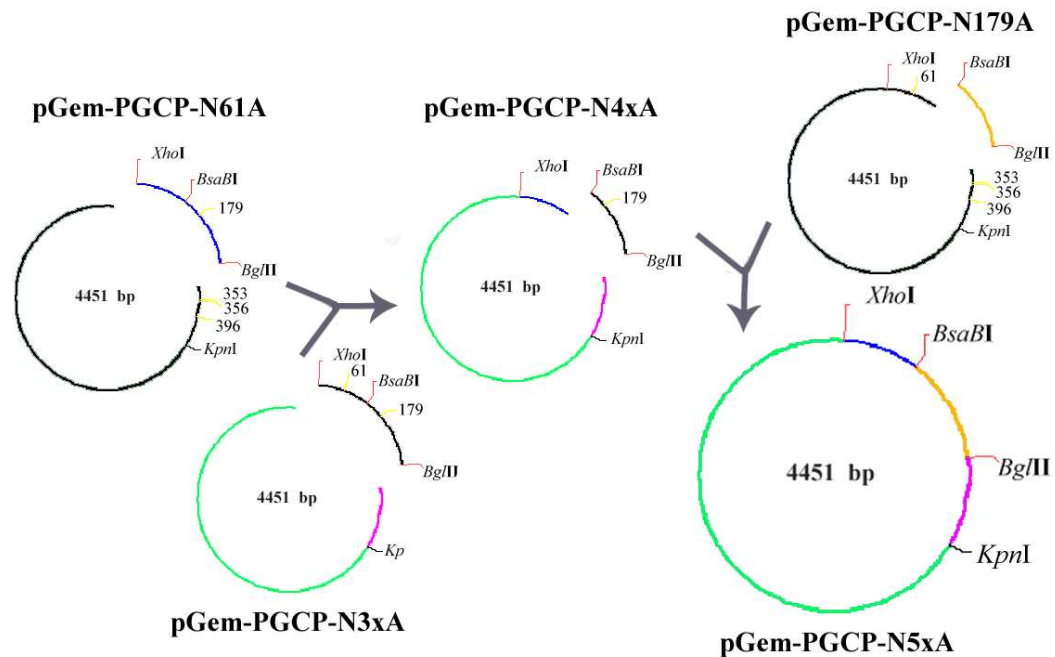 pGem-PGCP-N61A
XhoI
BsaBI
179
BglII
4451 bp
353
356
396
KpnI
XhoI
61
BsaBI
179
BglII
4451 bp
Kp
pGem-PGCP-N3xA
pGem-PGCP-N4xA
XhoI
BsaBI
179
BglII
4451 bp
KpnI
pGem-PGCP-N179A
XhoI
61
BsaBI
BglII
4451 bp
353
356
396
KpnI
XhoI
BsaBI
4451 bp
BglII
KpnI
pGem-PGCP-N5xA